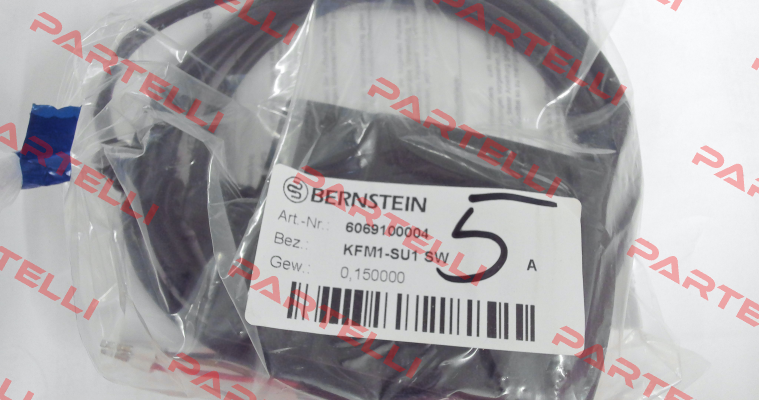 BERNSTEIN
Art.-Nr.: 6069100004
Bez.: KFM1-SU1 SW
Gew.: 0,150000
5
A
PARTELLI
PARTELLI
PARTELLI
PARTELLI
PARTELLI
PARTELLI
PARTELLI
PARTELLI
PARTELLI